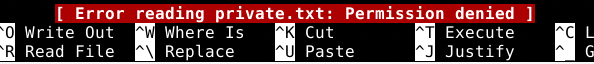 [ Error reading private.txt: Permission denied ]
^O Write Out ^W Where Is ^K Cut ^T Execute ^C L
^R Read File ^\ Replace ^U Paste ^J Justify ^_ G